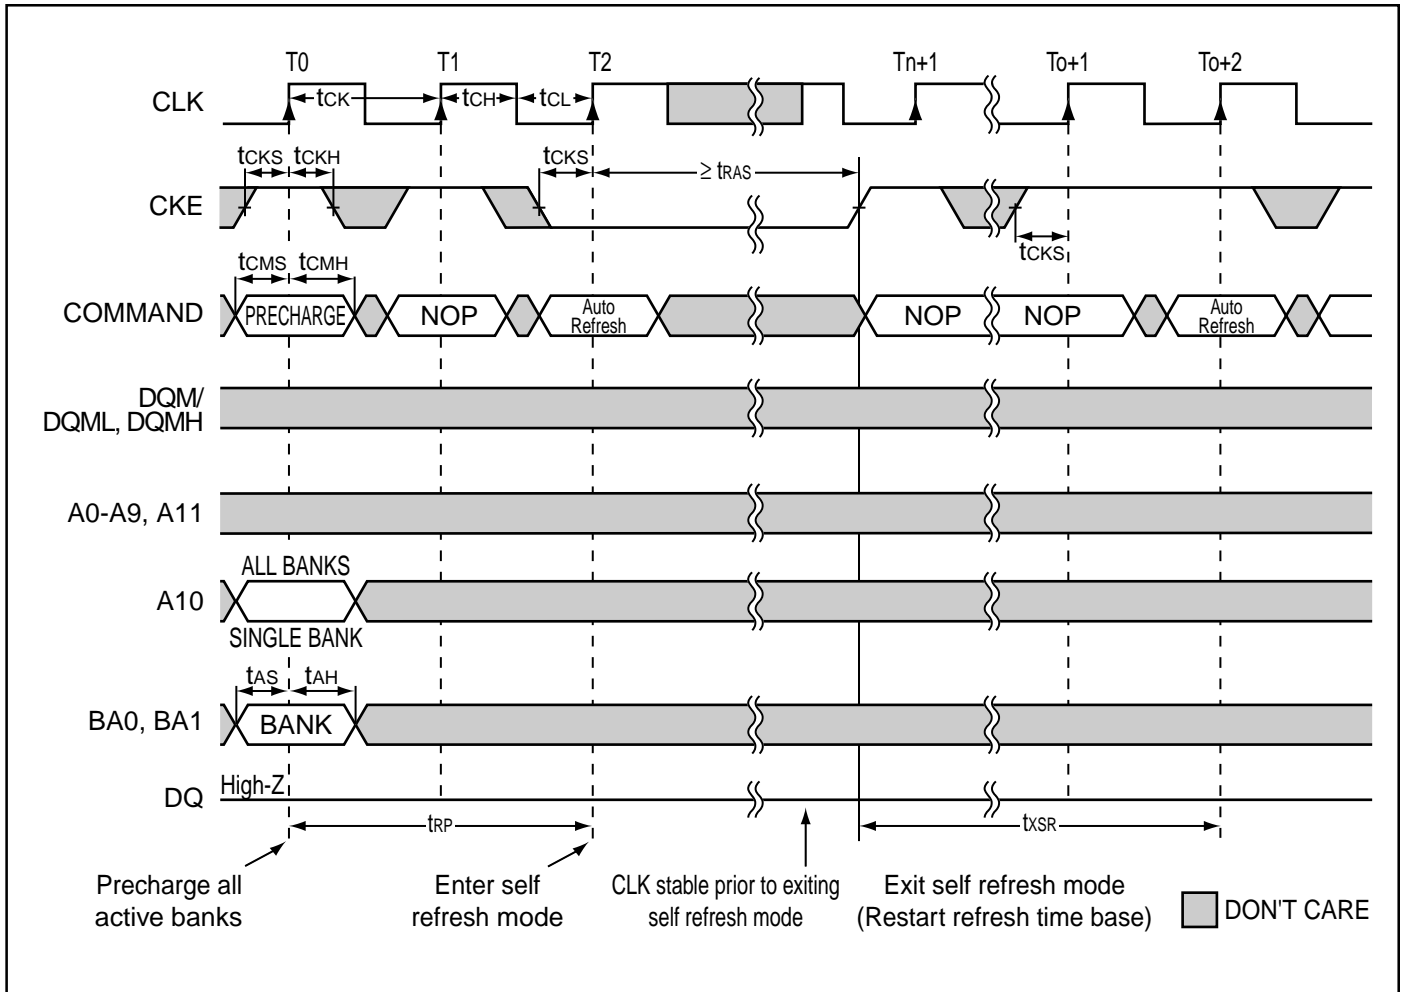 T0 T1 T2 Tn+1 To+1 To+2
CLK tCK tCH tCL
tCKS tCKH tCKS
CKE ≥ tRAS
tCKS
tCMS tCMH
COMMAND PRECHARGE NOP Auto Refresh NOP NOP Auto Refresh
DQM/
DQML, DQMH
A0-A9, A11
ALL BANKS
A10
SINGLE BANK
tAS tAH
BA0, BA1 BANK
DQ High-Z
tRP tXSR
Precharge all
active banks
Enter self
refresh mode
CLK stable prior to exiting
self refresh mode
Exit self refresh mode
(Restart refresh time base)
DON'T CARE